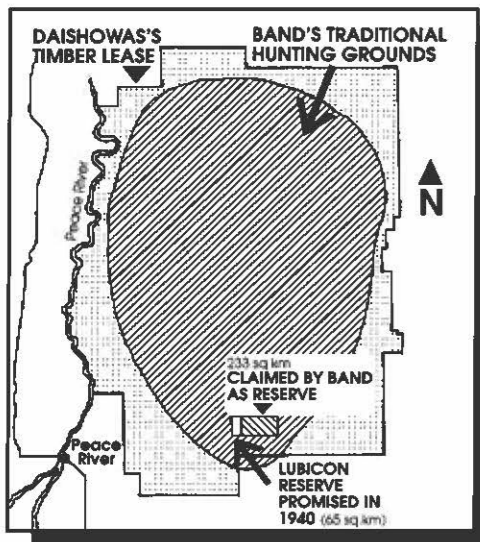 DAISHOWAS'S
TIMBER LEASE
BAND'S TRADITIONAL
HUNTING GROUNDS
Peace River
N
233 sq km
CLAIMED BY BAND
AS RESERVE
Peace
River
LUBICON
RESERVE
PROMISED IN
1940 (65 sq.km)